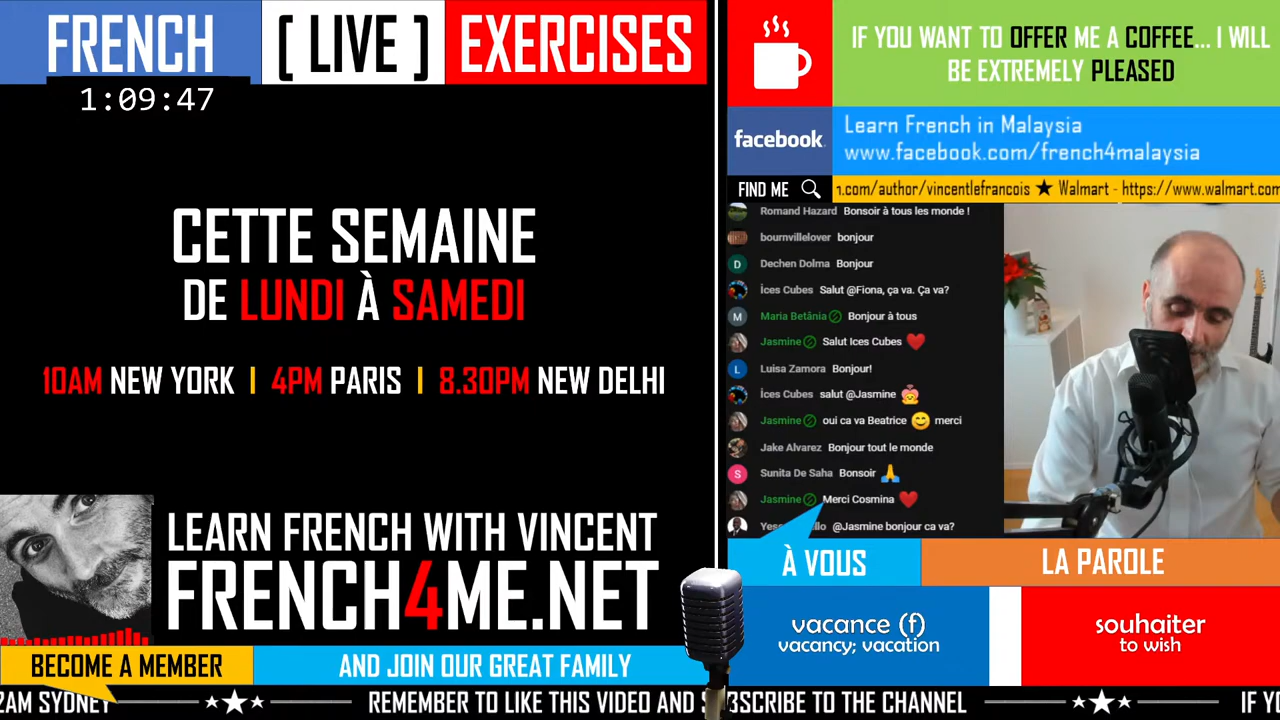 FRENCH [ LIVE ] EXERCISES
1:09:47
CETTE SEMAINE
DE LUNDI À SAMEDI
10AM NEW YORK | 4PM PARIS | 8.30PM NEW DELHI
LEARN FRENCH WITH VINCENT
FRENCH4ME.NET
BECOME A MEMBER
AND JOIN OUR GREAT FAMILY
IF YOU WANT TO OFFER ME A COFFEE... I WILL
BE EXTREMELY PLEASED
facebook.
Learn French in Malaysia
www.facebook.com/french4malaysia
FIND ME
.com/author/vincentlefrancois ★ Walmart - https://www.walmart.com
Romand Hazard Bonsoir à tous les monde !
bournvillelover bonjour
D Dechen Dolma Bonjour
İces Cubes Salut @Fiona, ça va. Ça va?
M Maria Betânia Bonjour à tous
Jasmine Salut Ices Cubes ❤️
L Luisa Zamora Bonjour!
İces Cubes salut @Jasmine
Jasmine oui ca va Beatrice 😊 merci
Jake Alvarez Bonjour tout le monde
S Sunita De Saha Bonsoir 🙏
Jasmine Merci Cosmina ❤️
@Jasmine bonjour ca va?
À VOUS
LA PAROLE
vacance (f)
vacancy; vacation
souhaiter
to wish
2AM SYDNEY ★ REMEMBER TO LIKE THIS VIDEO AND SUBSCRIBE TO THE CHANNEL ★ IF